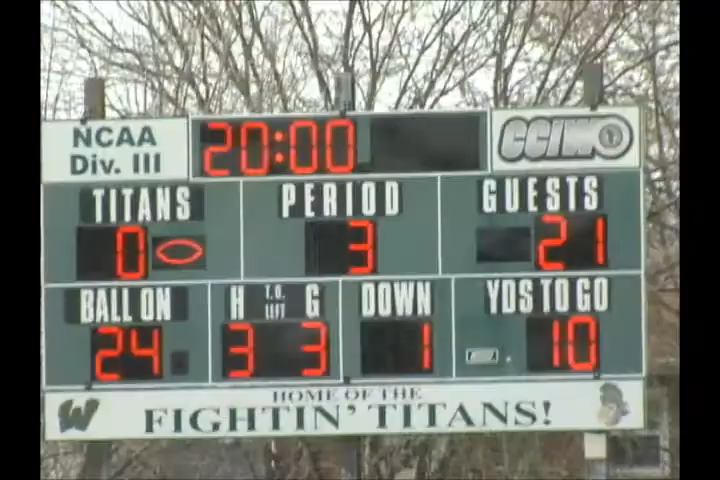 NCAA
Div. III
20:00
CCIW
TITANS PERIOD GUESTS
0 3 21
BALL ON H T.O. LEFT G DOWN YDS TO GO
24 3 3 1 10
HOME OF THE
FIGHTIN' TITANS!
W